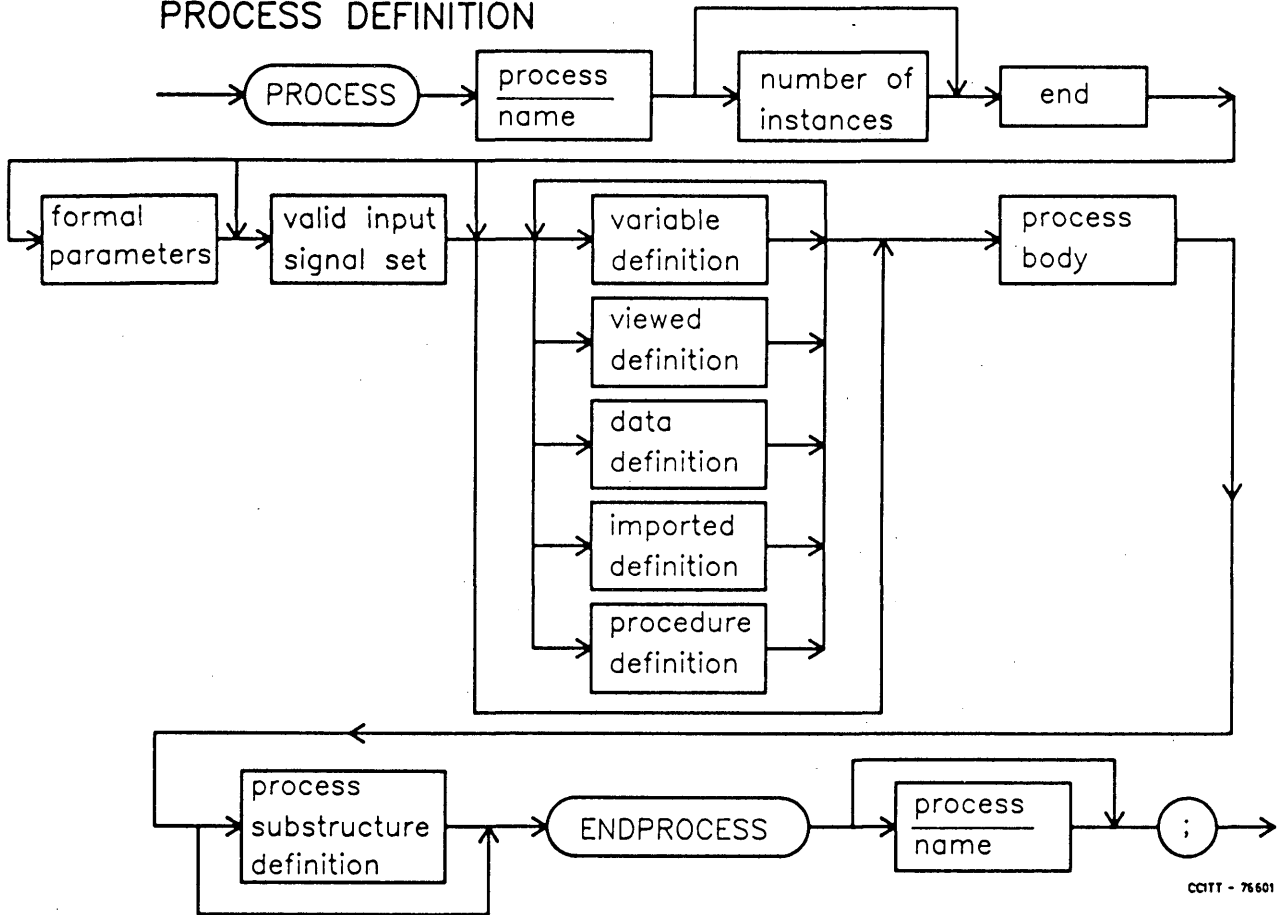 PROCESS DEFINITION
PROCESS
process
name
number of
instances
end
formal
parameters
valid input
signal set
variable
definition
process
body
viewed
definition
data
definition
imported
definition
procedure
definition
process
substructure
definition
ENDPROCESS
process
name
;
CCITT - 76601